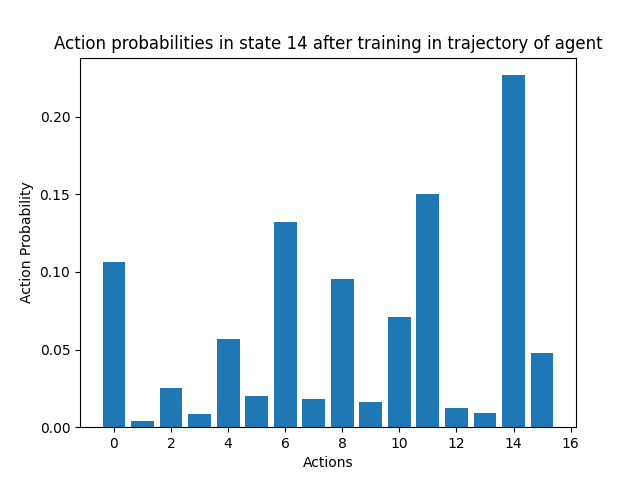 Action probabilities in state 14 after training in trajectory of agent
Action Probability
0.20
0.15
0.10
0.05
0.00
0 2 4 6 8 10 12 14 16
Actions